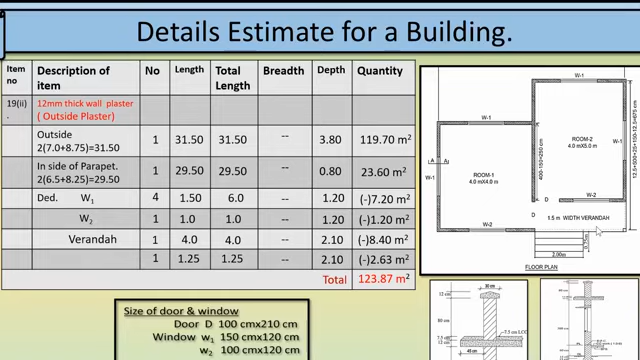 Details Estimate for a Building.
Item no Description of item No Length Total Length Breadth Depth Quantity
19(ii) . 12mm thick wall plaster ( Outside Plaster)
Outside 2(7.0+8.75)=31.50 1 31.50 31.50 -- 3.80 119.70 m²
In side of Parapet. 2(6.5+8.25)=29.50 1 29.50 29.50 -- 0.80 23.60 m²
Ded. W₁ 4 1.50 6.0 -- 1.20 (-)7.20 m²
W₂ 1 1.0 1.0 -- 1.20 (-)1.20 m²
Verandah 1 4.0 4.0 -- 2.10 (-)8.40 m²
1 1.25 1.25 -- 2.10 (-)2.63 m²
Total 123.87 m²
Size of door & window
Door D 100 cmx210 cm
Window w₁ 150 cmx120 cm
w₂ 100 cmx120 cm
W-1
W-1
ROOM-2
4.0 mX5.0 m
W-1
A A
W-1
ROOM-1
4.0 mX4.0 m
D
W-2
D
1.5 M WIDTH VERANDAH
W-2
2.00m
FLOOR PLAN
12 cm
80 cm
12 cm